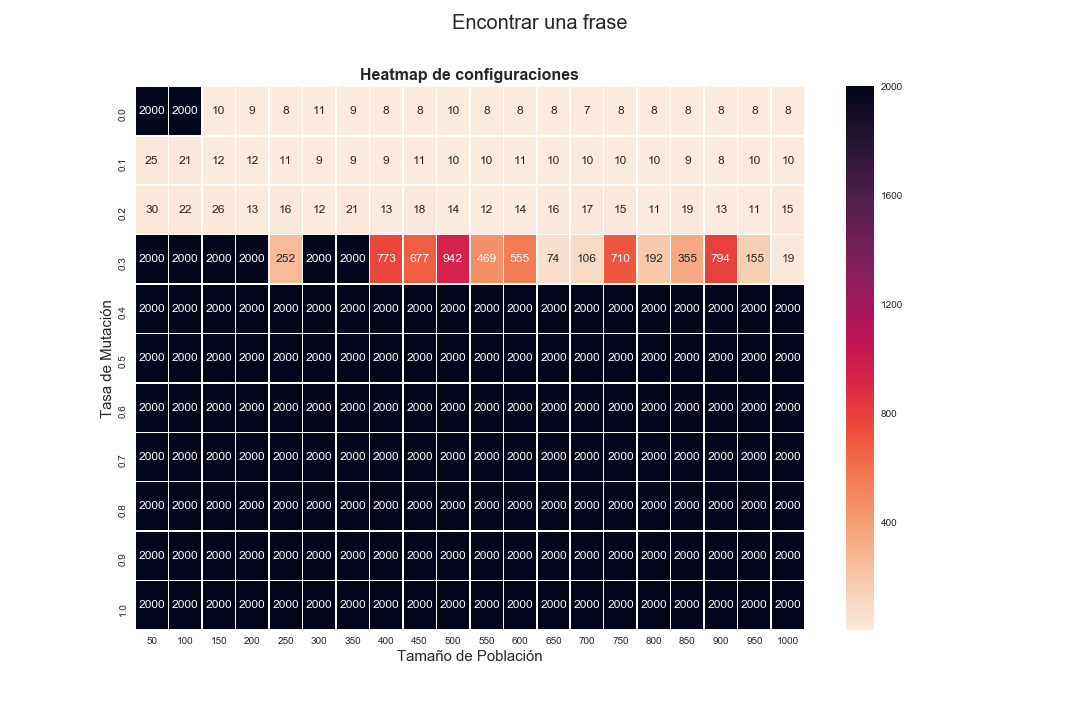 Encontrar una frase
Heatmap de configuraciones
Tasa de Mutación
0.0 2000 2000 10 9 8 11 9 8 8 10 8 8 8 7 8 8 8 8 8 8
0.1 25 21 12 12 11 9 9 9 11 10 10 11 10 10 10 10 9 8 10 10
0.2 30 22 26 13 16 12 21 13 18 14 12 14 16 17 15 11 19 13 11 15
0.3 2000 2000 2000 2000 252 2000 2000 773 677 942 469 555 74 106 710 192 355 794 155 19
0.4 2000 2000 2000 2000 2000 2000 2000 2000 2000 2000 2000 2000 2000 2000 2000 2000 2000 2000 2000 2000
0.5 2000 2000 2000 2000 2000 2000 2000 2000 2000 2000 2000 2000 2000 2000 2000 2000 2000 2000 2000 2000
0.6 2000 2000 2000 2000 2000 2000 2000 2000 2000 2000 2000 2000 2000 2000 2000 2000 2000 2000 2000 2000
0.7 2000 2000 2000 2000 2000 2000 2000 2000 2000 2000 2000 2000 2000 2000 2000 2000 2000 2000 2000 2000
0.8 2000 2000 2000 2000 2000 2000 2000 2000 2000 2000 2000 2000 2000 2000 2000 2000 2000 2000 2000 2000
0.9 2000 2000 2000 2000 2000 2000 2000 2000 2000 2000 2000 2000 2000 2000 2000 2000 2000 2000 2000 2000
1.0 2000 2000 2000 2000 2000 2000 2000 2000 2000 2000 2000 2000 2000 2000 2000 2000 2000 2000 2000 2000
50 100 150 200 250 300 350 400 450 500 550 600 650 700 750 800 850 900 950 1000
Tamaño de Población
2000
1600
1200
800
400